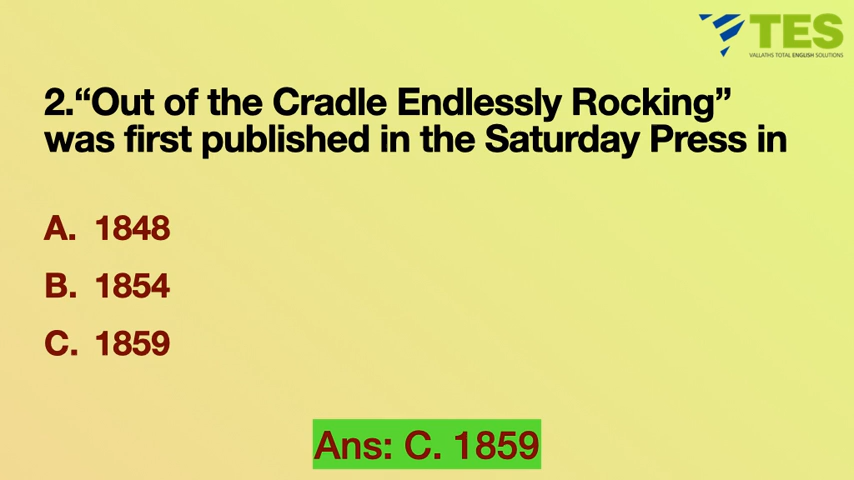 TES
VALLATHS TOTAL ENGLISH SOLUTIONS
2.“Out of the Cradle Endlessly Rocking”
was first published in the Saturday Press in
A. 1848
B. 1854
C. 1859
Ans: C. 1859